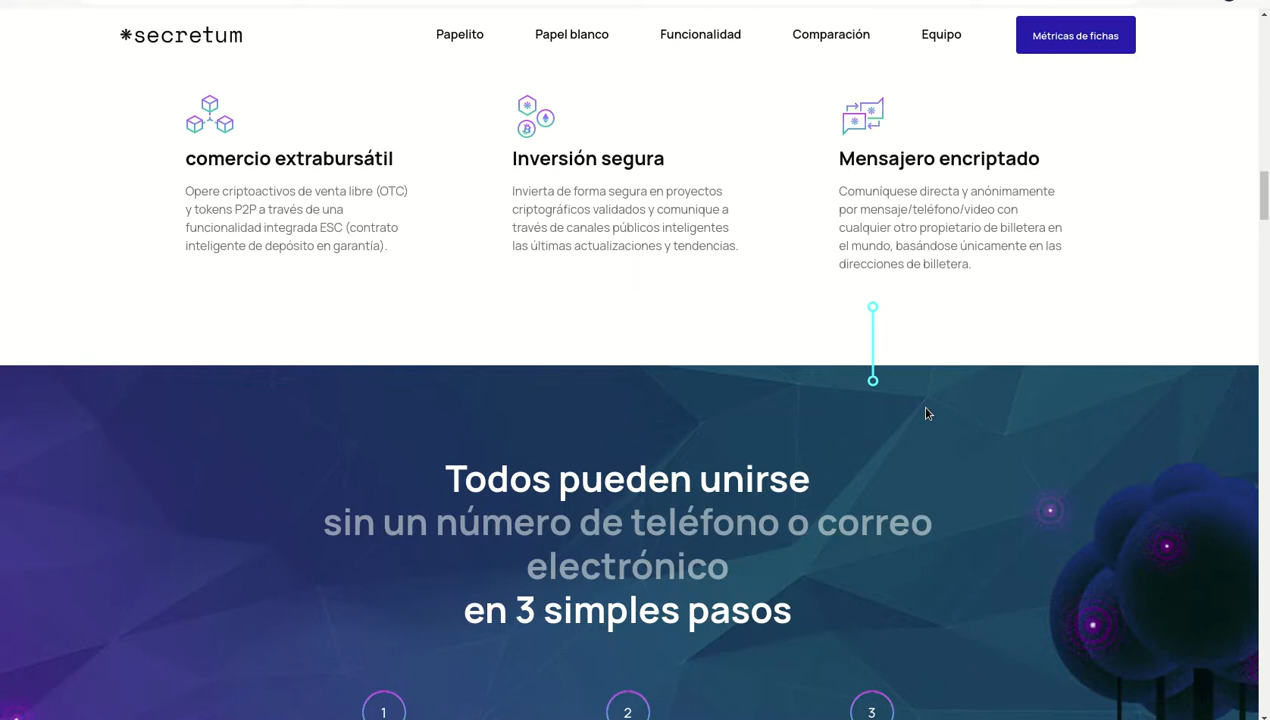 *secretum
Papelito
Papel blanco
Funcionalidad
Comparación
Equipo
Métricas de fichas
comercio extrabursátil
Opere criptoactivos de venta libre (OTC)
y tokens P2P a través de una
funcionalidad integrada ESC (contrato
inteligente de depósito en garantía).
Inversión segura
Invierta de forma segura en proyectos
criptográficos validados y comunique a
través de canales públicos inteligentes
las últimas actualizaciones y tendencias.
Mensajero encriptado
Comuníquese directa y anónimamente
por mensaje/teléfono/video con
cualquier otro propietario de billetera en
el mundo, basándose únicamente en las
direcciones de billetera.
Todos pueden unirse
sin un número de teléfono o correo
electrónico
en 3 simples pasos
1
2
3